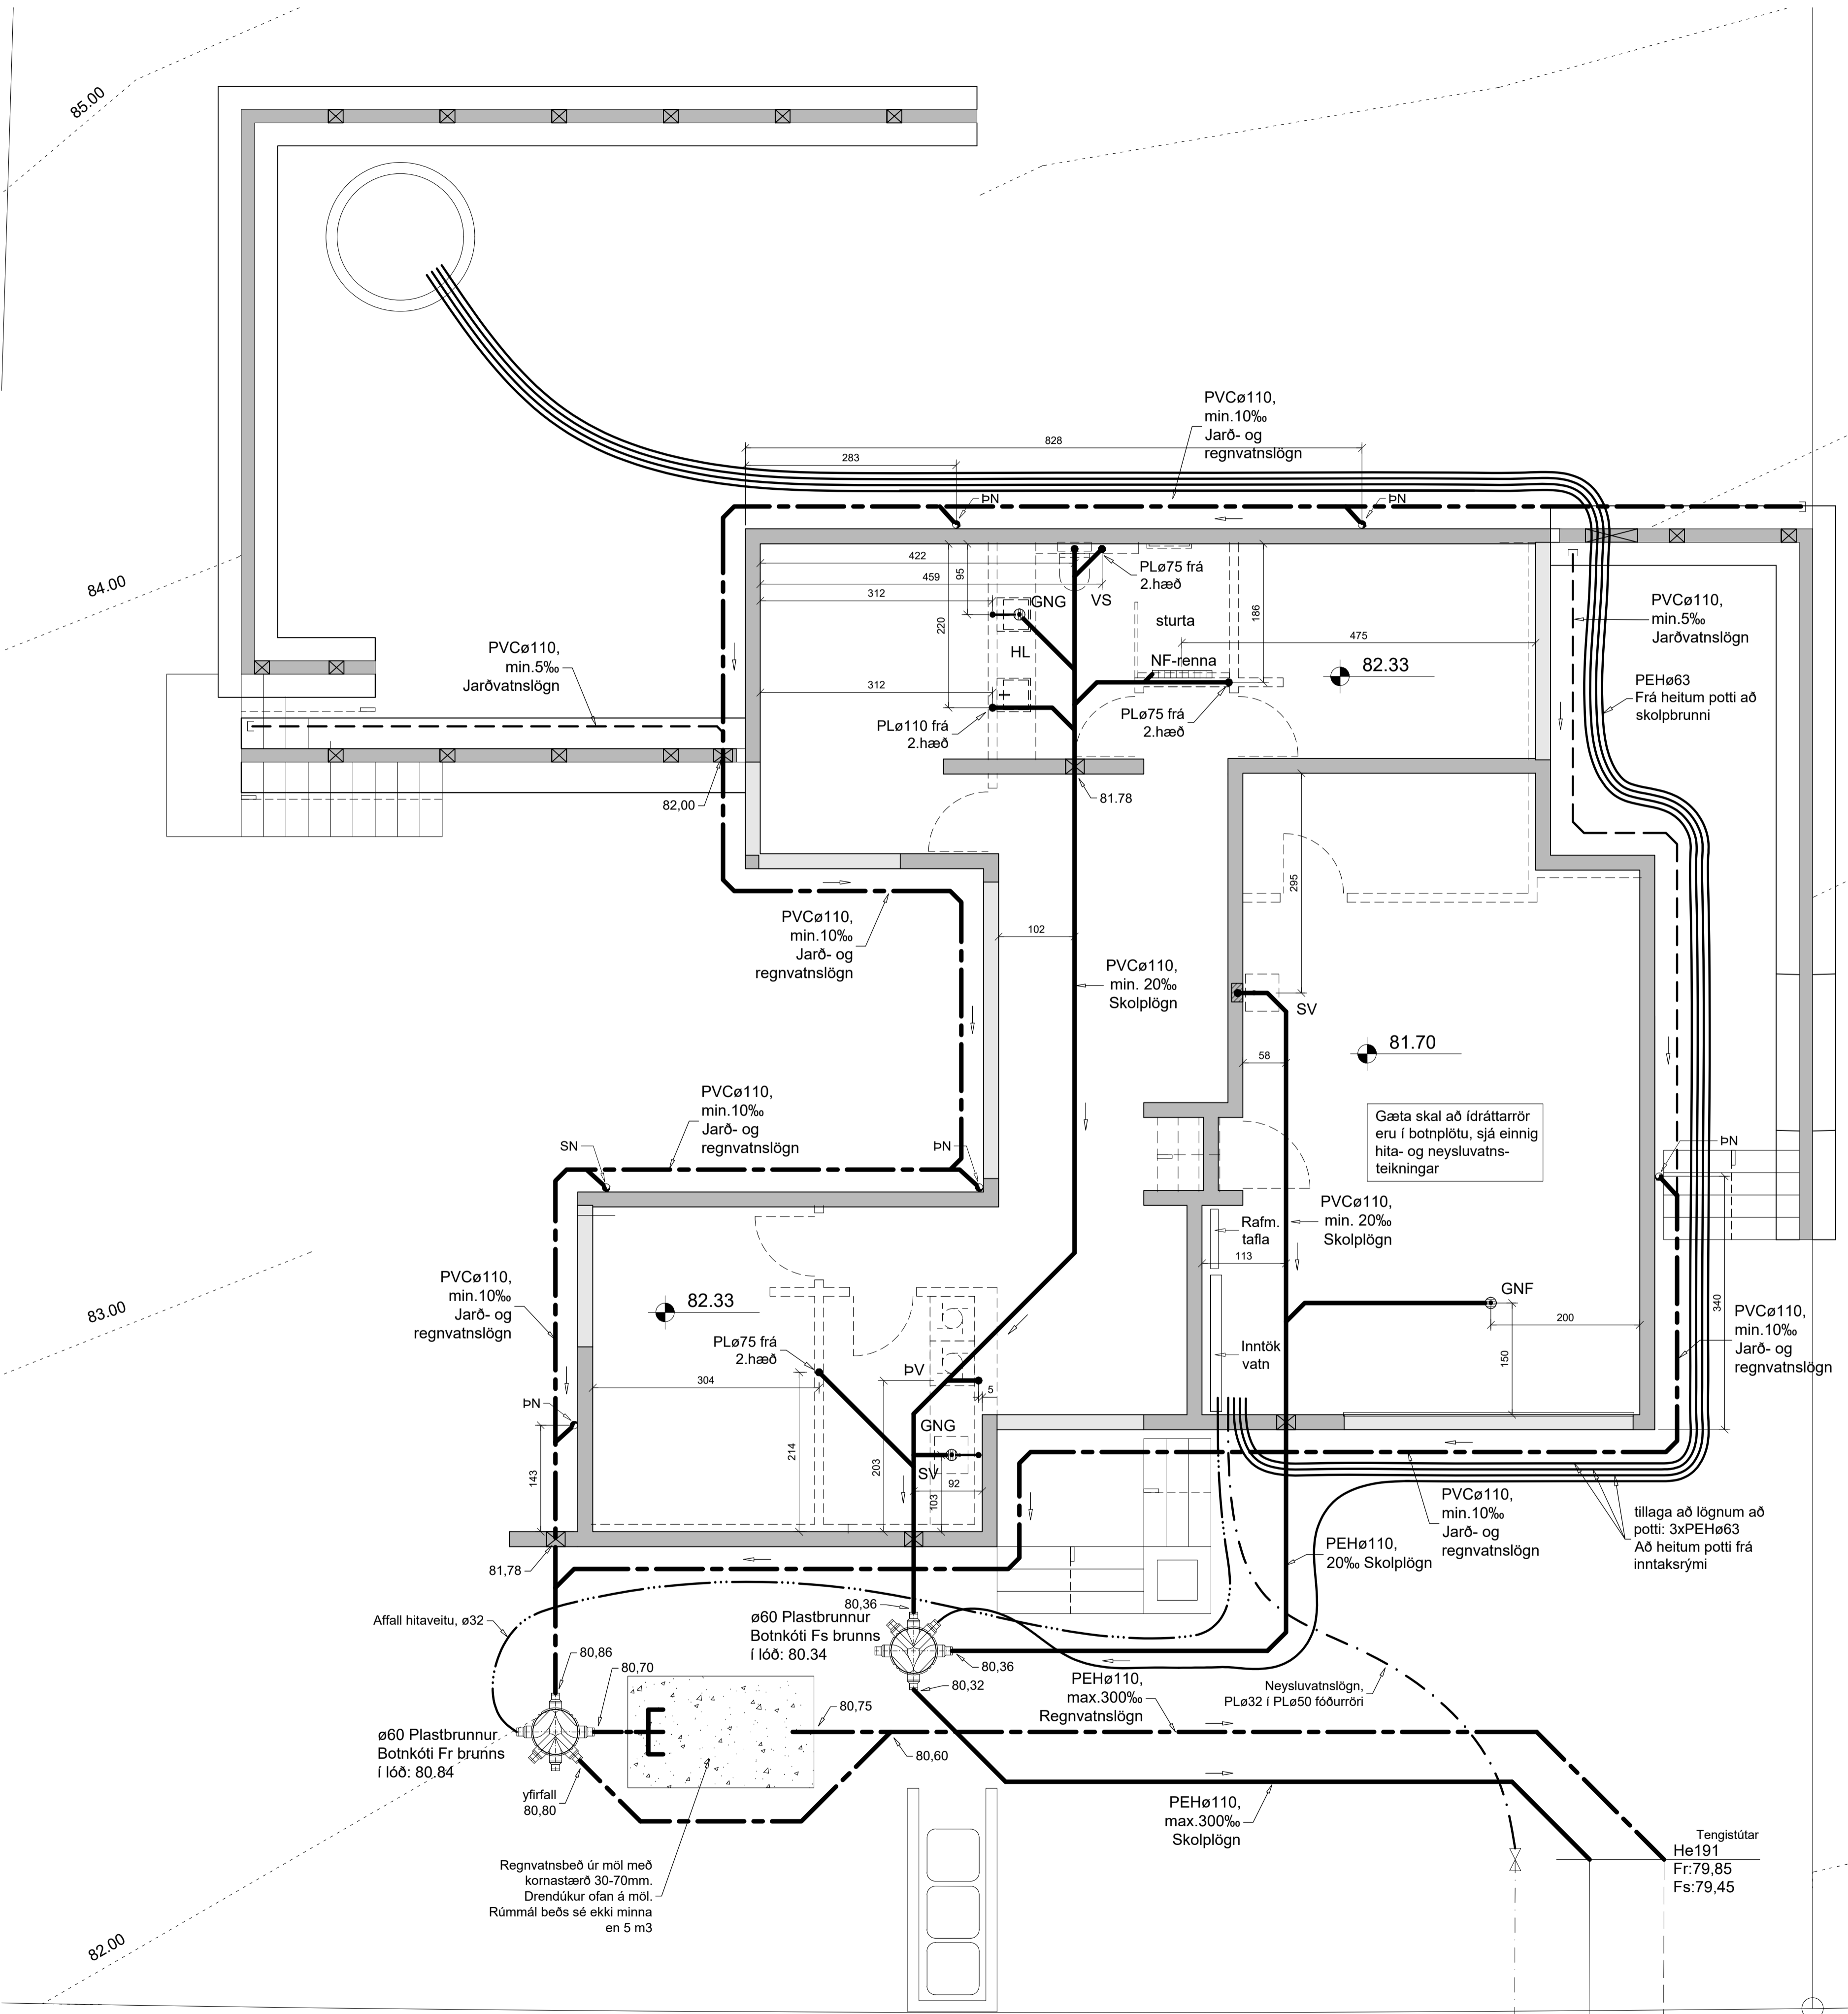 85.00
PVCø110,
min.10‰
Jarð- og
regnvatnslögn
828
283
ÞN
ÞN
84.00
422
459
312
95
220
GNG
VS
PLø75 frá
2.hæð
sturta
186
475
HL
NF-renna
82.33
312
PLø110 frá
2.hæð
PLø75 frá
2.hæð
PVCø110,
min.5‰
Jarðvatnslögn
PVCø110,
min.5‰
Jarðvatnslögn
PEHø63
Frá heitum potti að
skolpbrunni
82,00
81.78
295
PVCø110,
min.10‰
Jarð- og
regnvatnslögn
102
PVCø110,
min. 20‰
Skolplögn
SV
58
81.70
PVCø110,
min.10‰
Jarð- og
regnvatnslögn
SN
ÞN
Gæta skal að ídráttarrör
eru í botnplötu, sjá einnig
hita- og neysluvatns-
teikningar
ÞN
PVCø110,
min. 20‰
Skolplögn
Rafm.
tafla
113
83.00
PVCø110,
min.10‰
Jarð- og
regnvatnslögn
82.33
GNF
200
150
340
PVCø110,
min.10‰
Jarð- og
regnvatnslögn
PLø75 frá
2.hæð
Inntök
vatn
304
ÞV
5
ÞN
GNG
143
214
203
SV
92
103
PVCø110,
min.10‰
Jarð- og
regnvatnslögn
tillaga að lögnum að
potti: 3xPEHø63
Að heitum potti frá
inntaksrými
PEHø110,
20‰ Skolplögn
81,78
Affall hitaveitu, ø32
80,36
ø60 Plastbrunnur
Botnkóti Fs brunns
í lóð: 80.34
80,36
80,32
80,86
80,70
80,75
PEHø110,
max.300‰
Regnvatnslögn
Neysluvatnslögn,
PLø32 í PLø50 fóðurröri
ø60 Plastbrunnur
Botnkóti Fr brunns
í lóð: 80.84
80,60
yfirfall
80,80
PEHø110,
max.300‰
Skolplögn
Tengistútar
He191
Fr:79,85
Fs:79,45
Regnvatnsbeð úr möl með
kornastærð 30-70mm.
Drendúkur ofan á möl.
Rúmmál beðs sé ekki minna
en 5 m3
82.00